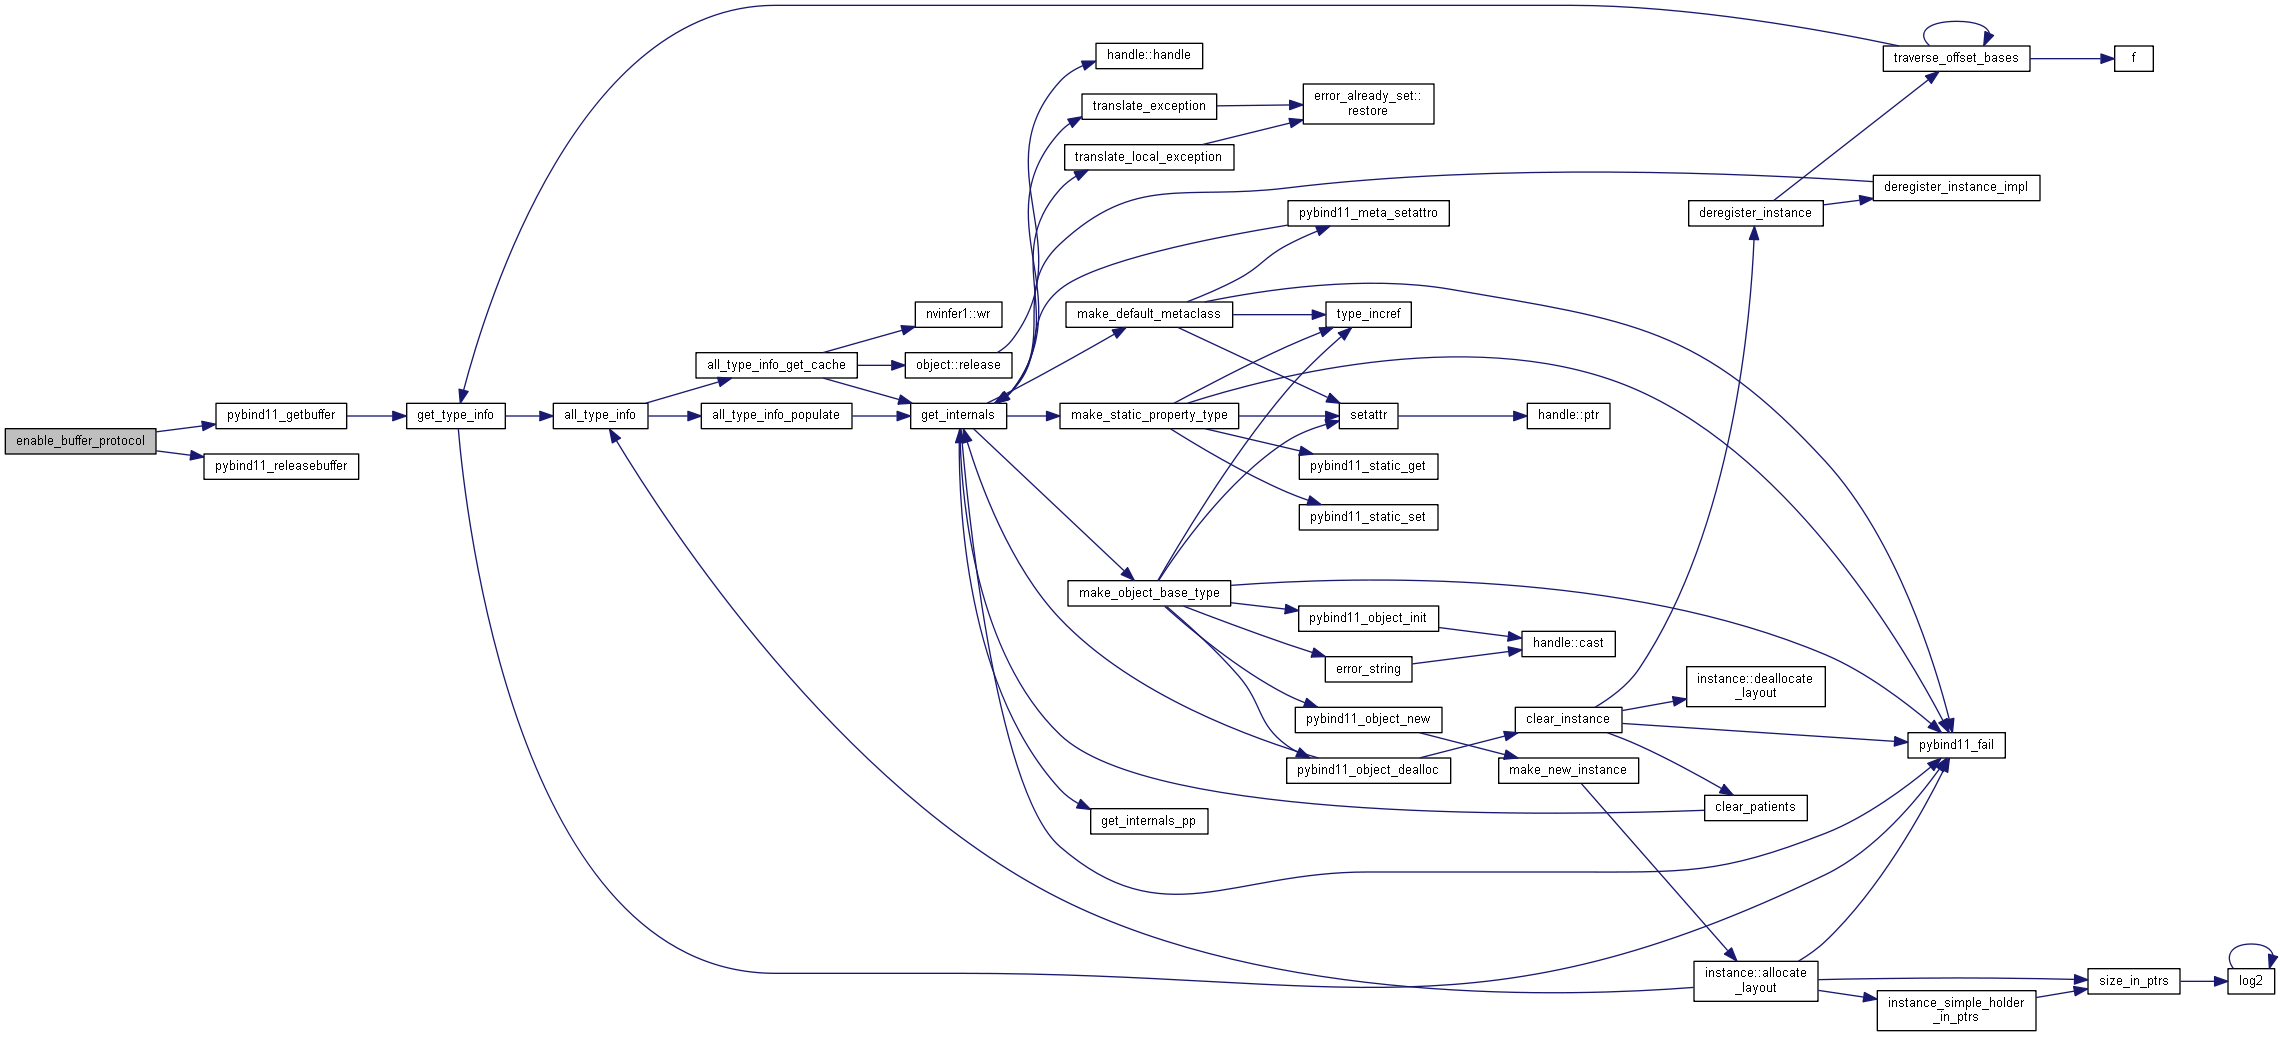 enable_buffer_protocol
pybind11_getbuffer
pybind11_releasebuffer
get_type_info
all_type_info
all_type_info_get_cache
all_type_info_populate
nvinfer1::wr
object::release
get_internals
handle::handle
translate_exception
translate_local_exception
error_already_set::
restore
pybind11_meta_setattro
make_default_metaclass
type_incref
make_static_property_type
setattr
handle::ptr
pybind11_static_get
pybind11_static_set
make_object_base_type
pybind11_object_init
error_string
handle::cast
pybind11_object_new
pybind11_object_dealloc
get_internals_pp
clear_instance
make_new_instance
instance::deallocate
_layout
clear_patients
deregister_instance
deregister_instance_impl
traverse_offset_bases
f
pybind11_fail
instance::allocate
_layout
instance_simple_holder
_in_ptrs
size_in_ptrs
log2